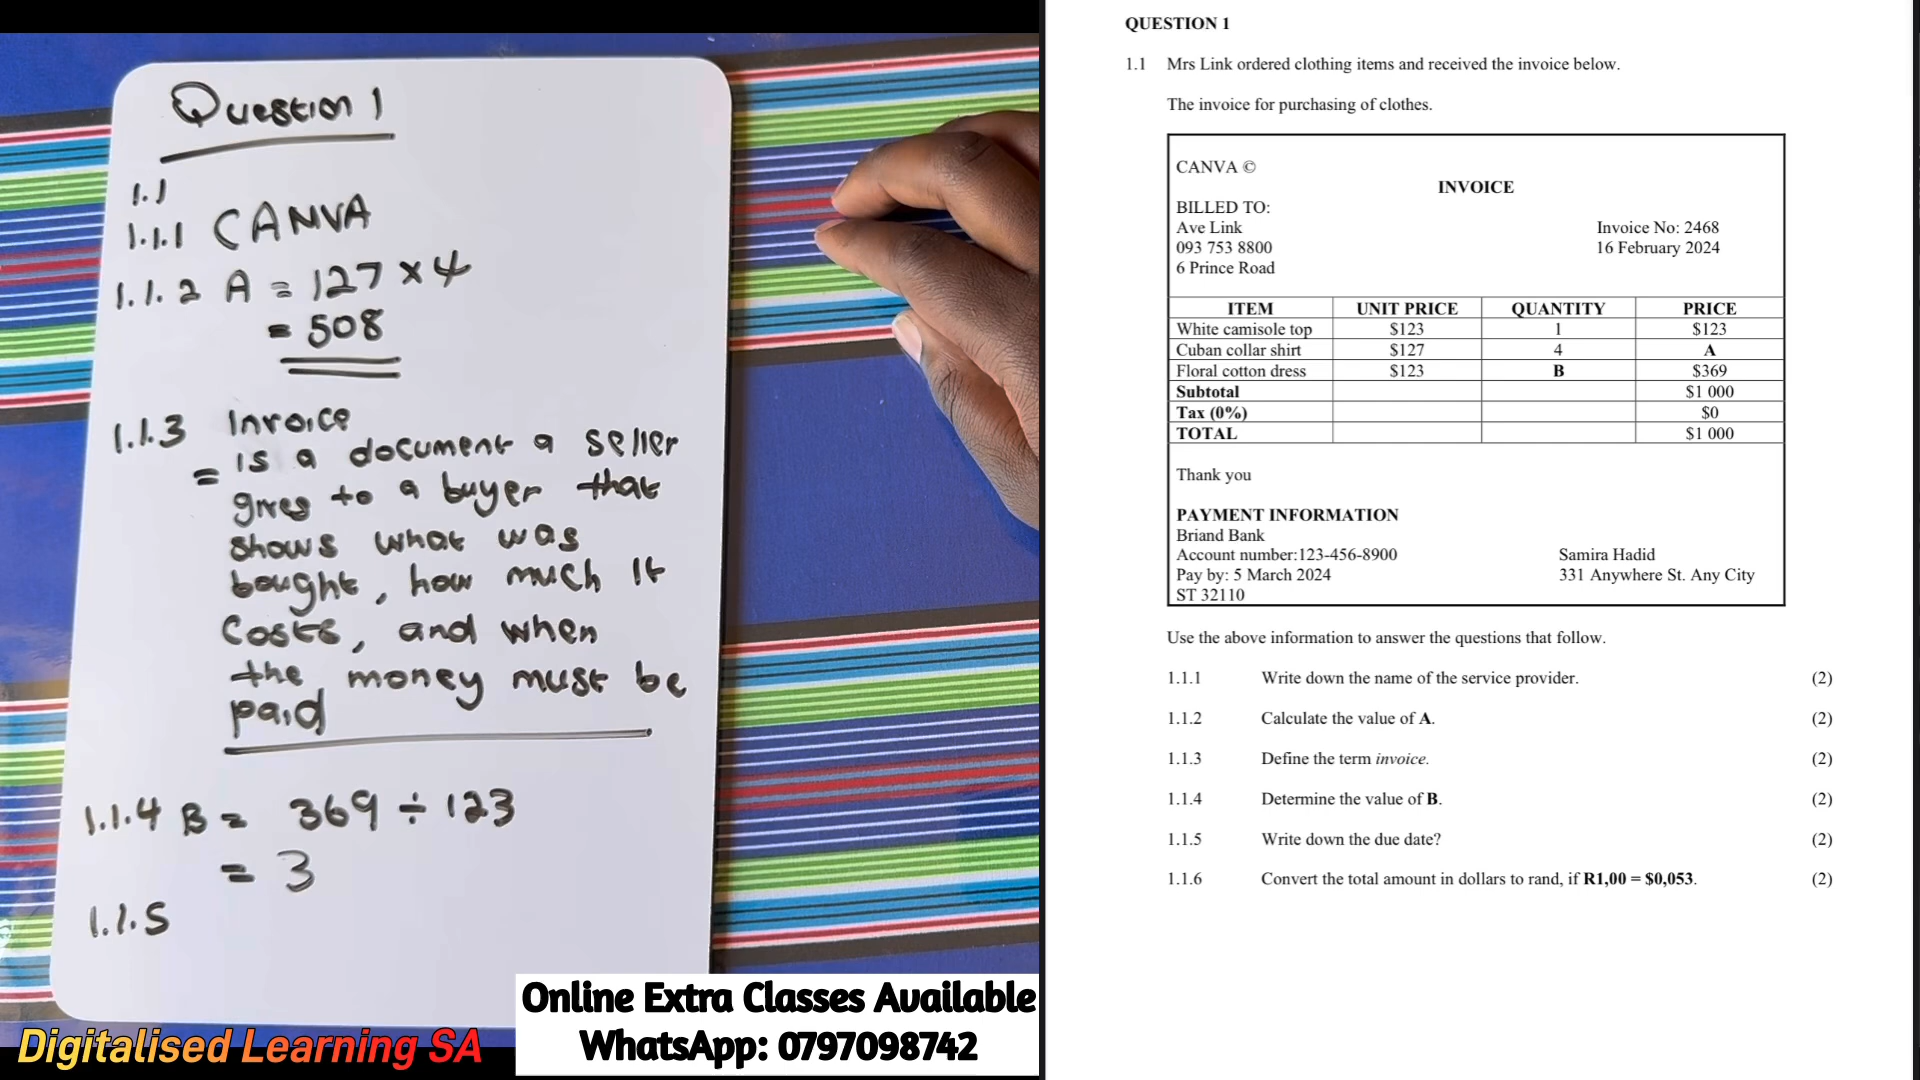 Question 1
1.1
1.1.1 CANVA
1.1.2 A = 127 × 4
= 508
1.1.3 Invoice
= is a document a seller
gives to a buyer that
shows what was
bought, how much it
costs, and when
the money must be
paid
1.1.4 B = 369 ÷ 123
= 3
1.1.5
Digitalised Learning SA
Online Extra Classes Available
WhatsApp: 0797098742
QUESTION 1
1.1 Mrs Link ordered clothing items and received the invoice below.
The invoice for purchasing of clothes.
CANVA ©
INVOICE
BILLED TO:
Ave Link Invoice No: 2468
093 753 8800 16 February 2024
6 Prince Road
ITEM UNIT PRICE QUANTITY PRICE
White camisole top $123 1 $123
Cuban collar shirt $127 4 A
Floral cotton dress $123 B $369
Subtotal $1 000
Tax (0%) $0
TOTAL $1 000
Thank you
PAYMENT INFORMATION
Briand Bank
Account number:123-456-8900 Samira Hadid
Pay by: 5 March 2024 331 Anywhere St. Any City
ST 32110
Use the above information to answer the questions that follow.
1.1.1 Write down the name of the service provider. (2)
1.1.2 Calculate the value of A. (2)
1.1.3 Define the term invoice. (2)
1.1.4 Determine the value of B. (2)
1.1.5 Write down the due date? (2)
1.1.6 Convert the total amount in dollars to rand, if R1,00 = $0,053. (2)